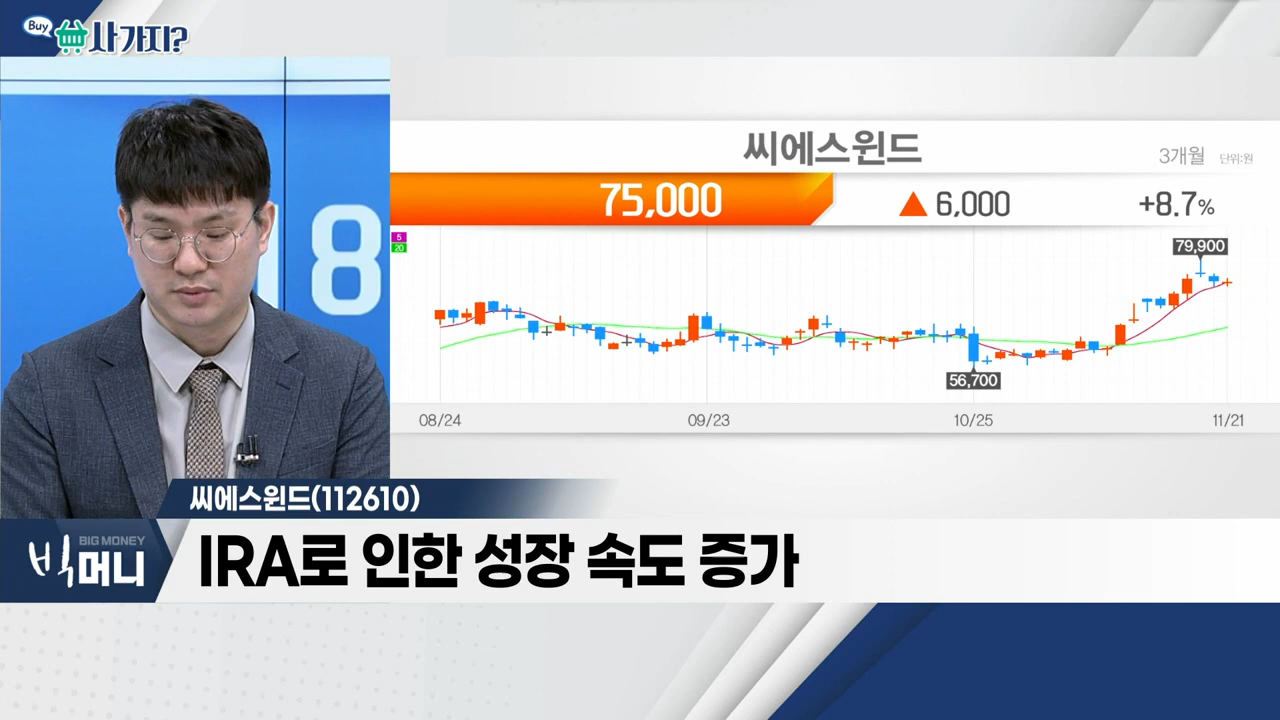 Buy
사가지?
18
씨에스윈드
3개월 단위:원
75,000 ▲ 6,000 +8.7%
5
20
79,900
56,700
08/24 09/23 10/25 11/21
씨에스윈드(112610)
BIG MONEY
빅머니
IRA로 인한 성장 속도 증가